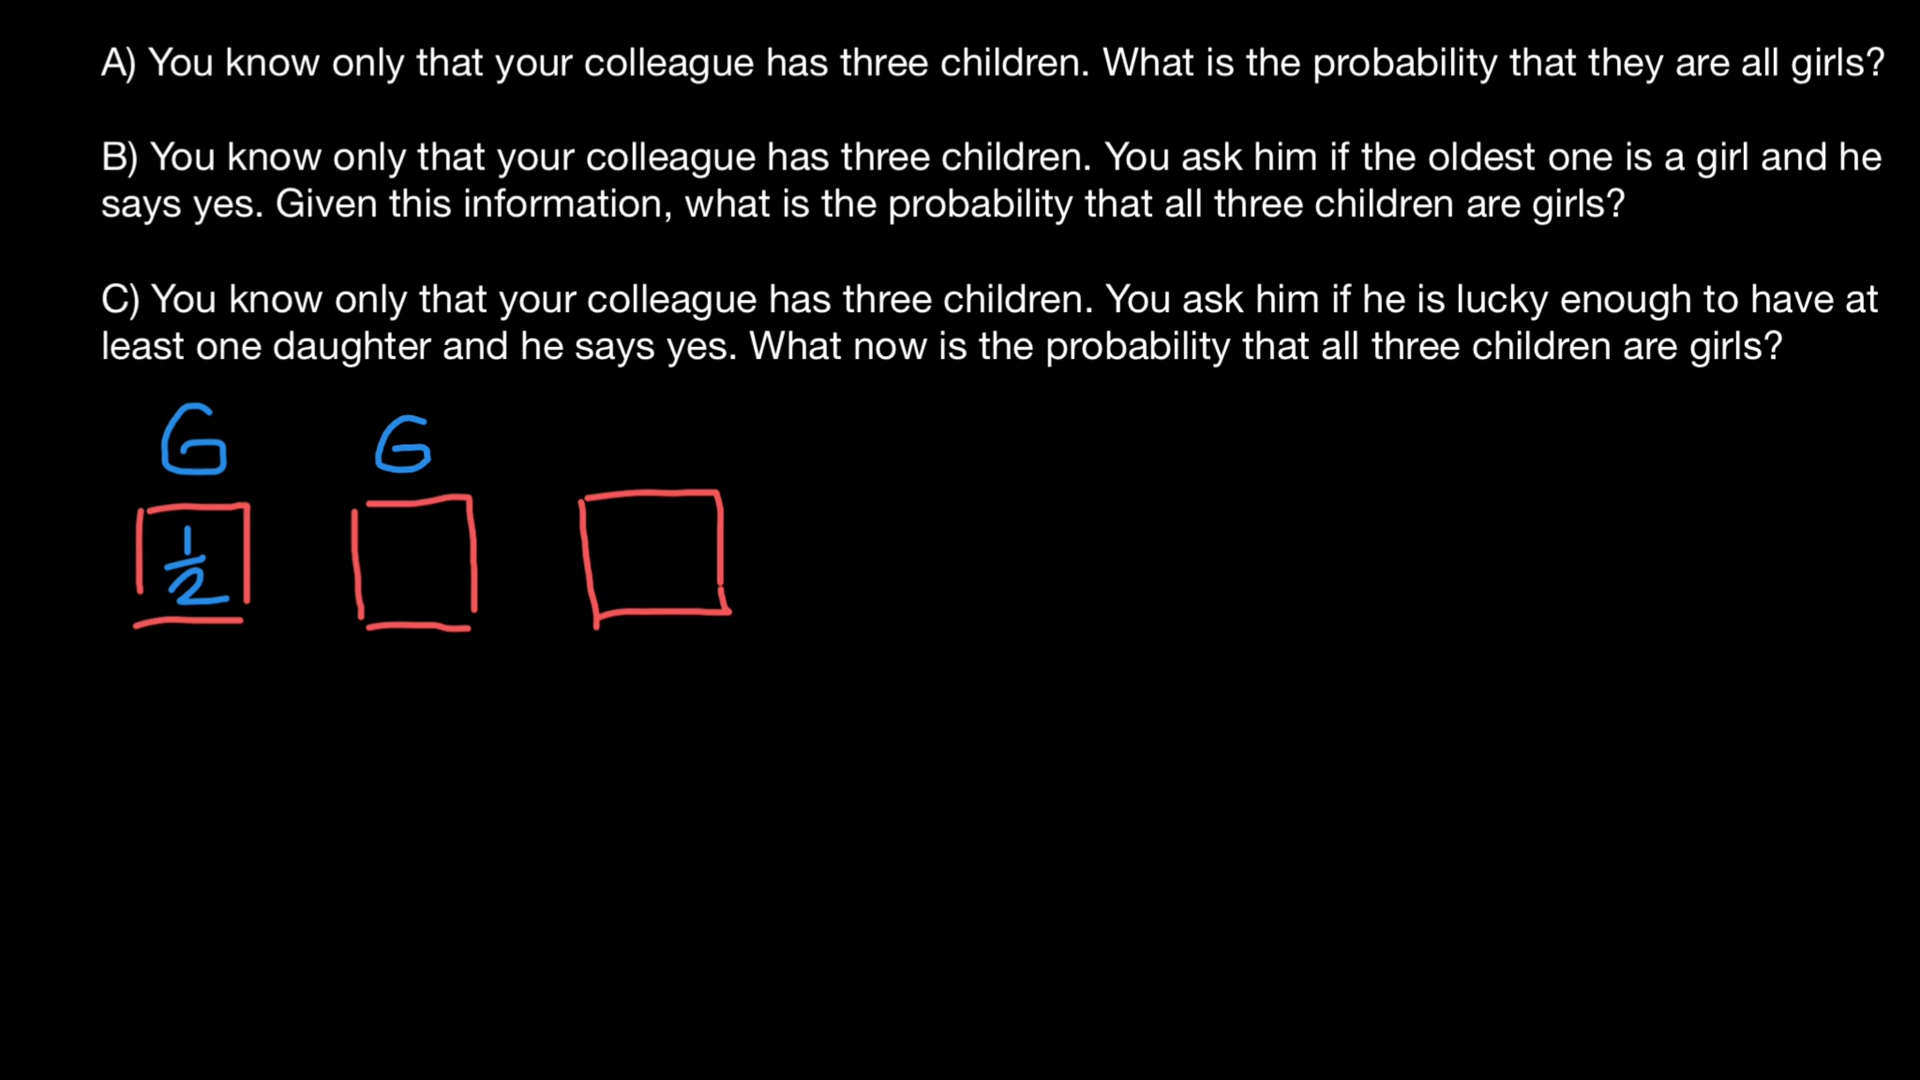 A) You know only that your colleague has three children. What is the probability that they are all girls?
B) You know only that your colleague has three children. You ask him if the oldest one is a girl and he
says yes. Given this information, what is the probability that all three children are girls?
C) You know only that your colleague has three children. You ask him if he is lucky enough to have at
least one daughter and he says yes. What now is the probability that all three children are girls?
G G
1/2